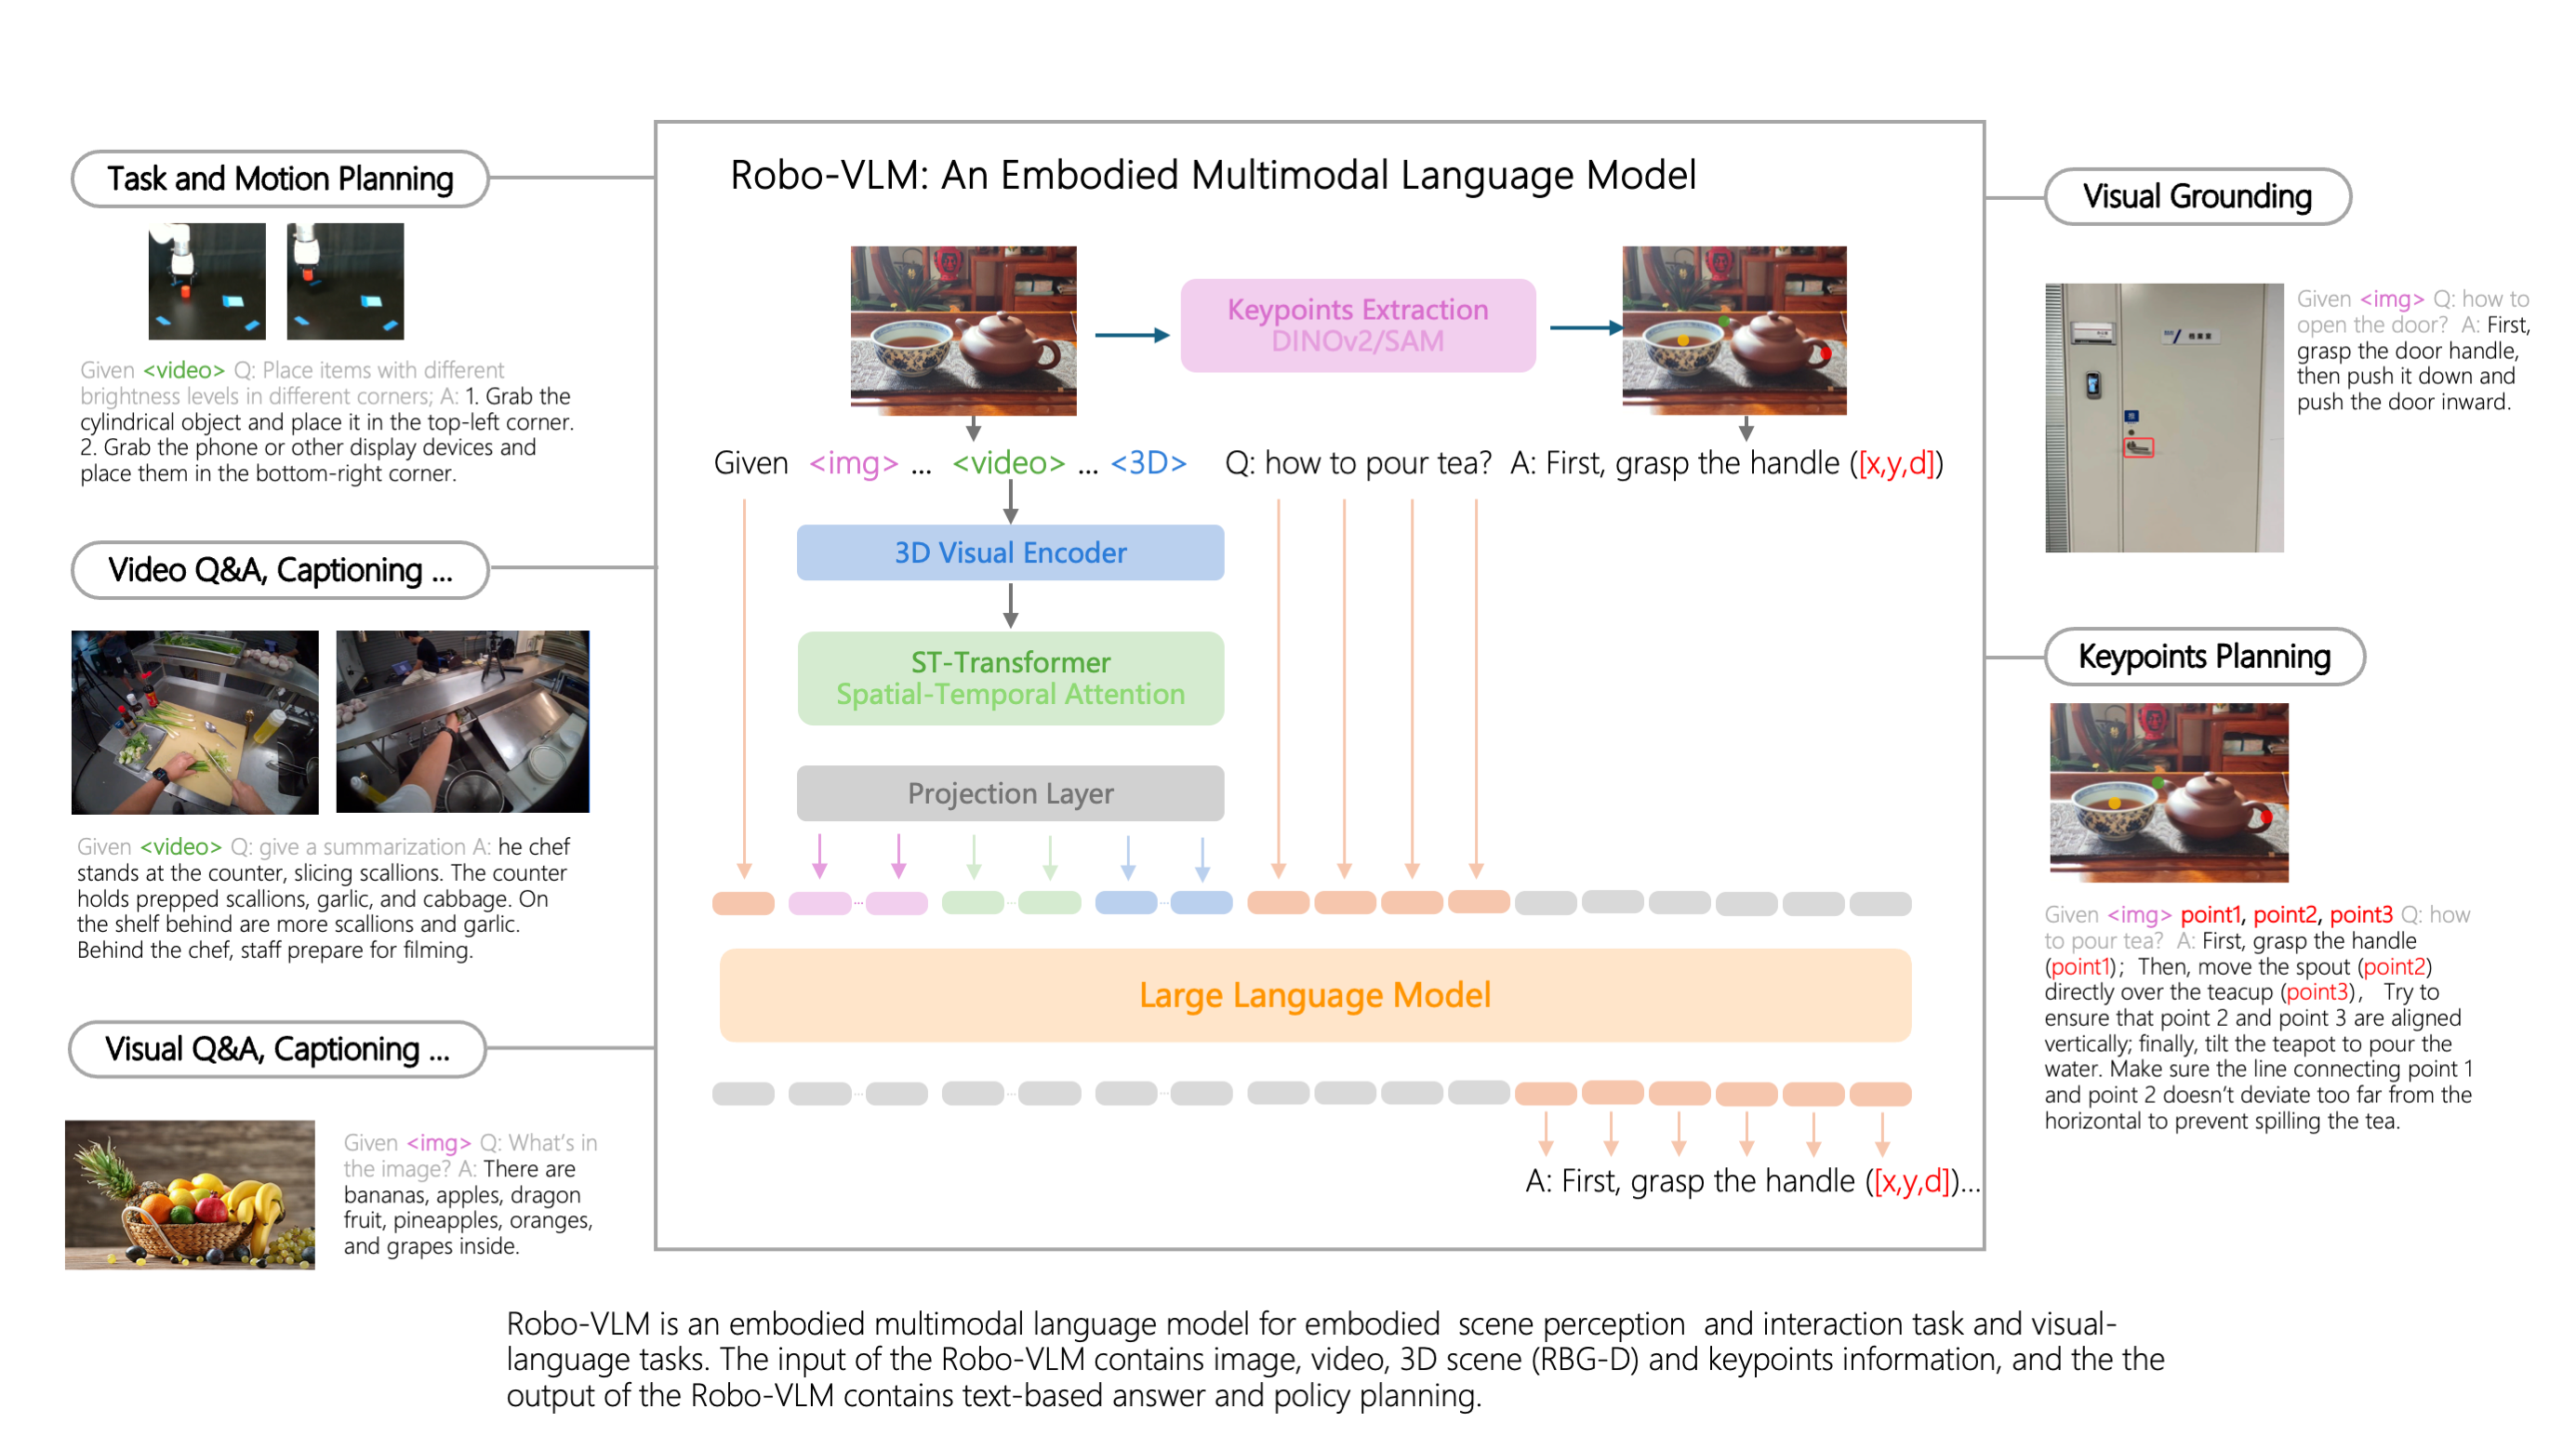 Robo-VLM: An Embodied Multimodal Language Model
Task and Motion Planning
Given <video> Q: Place items with different
brightness levels in different corners; A: 1. Grab the
cylindrical object and place it in the top-left corner.
2. Grab the phone or other display devices and
place them in the bottom-right corner.
Video Q&A, Captioning ...
Given <video> Q: give a summarization A: he chef
stands at the counter, slicing scallions. The counter
holds prepped scallions, garlic, and cabbage. On
the shelf behind are more scallions and garlic.
Behind the chef, staff prepare for filming.
Visual Q&A, Captioning ...
Given <img> Q: What's in
the image? A: There are
bananas, apples, dragon
fruit, pineapples, oranges,
and grapes inside.
Keypoints Extraction
DINOv2/SAM
Given <img> ... <video> ... <3D> Q: how to pour tea? A: First, grasp the handle ([x,y,d])
3D Visual Encoder
ST-Transformer
Spatial-Temporal Attention
Projection Layer
Large Language Model
A: First, grasp the handle ([x,y,d])...
Visual Grounding
Given <img> Q: how to
open the door? A: First,
grasp the door handle,
then push it down and
push the door inward.
Keypoints Planning
Given <img> point1, point2, point3 Q: how
to pour tea? A: First, grasp the handle
(point1); Then, move the spout (point2)
directly over the teacup (point3), Try to
ensure that point 2 and point 3 are aligned
vertically; finally, tilt the teapot to pour the
water. Make sure the line connecting point 1
and point 2 doesn't deviate too far from the
horizontal to prevent spilling the tea.
Robo-VLM is an embodied multimodal language model for embodied scene perception and interaction task and visual-
language tasks. The input of the Robo-VLM contains image, video, 3D scene (RBG-D) and keypoints information, and the the
output of the Robo-VLM contains text-based answer and policy planning.